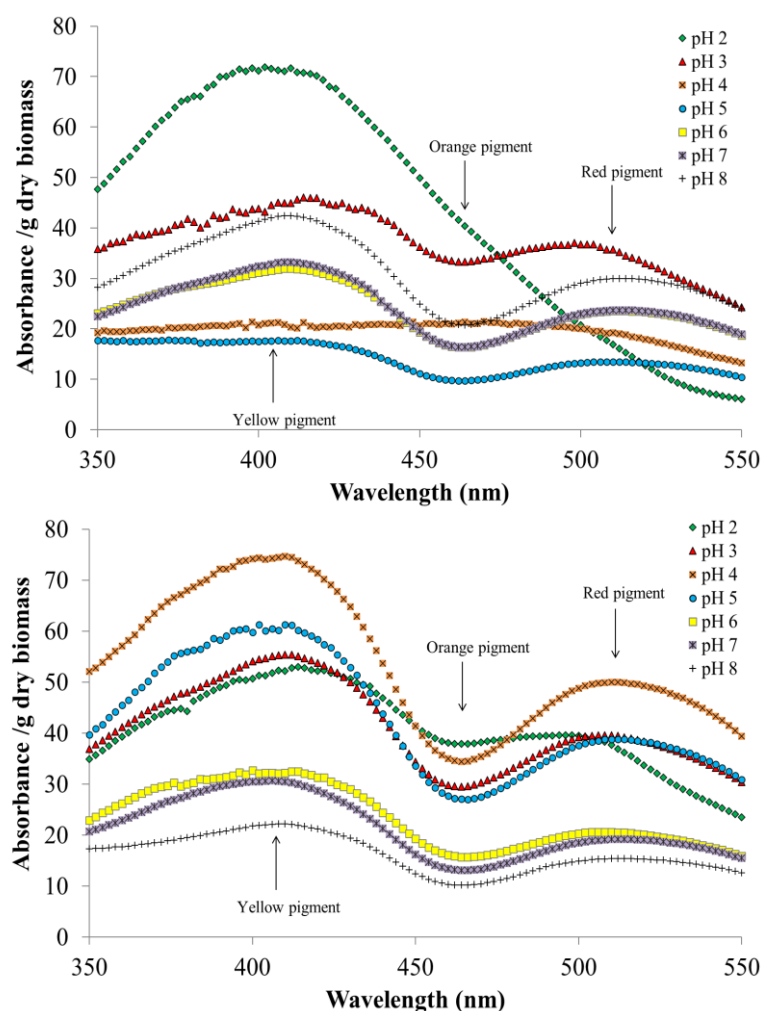 80
70
60
50
40
30
20
10
0
Absorbance /g dry biomass
pH 2
pH 3
pH 4
pH 5
pH 6
pH 7
pH 8
Orange pigment
Red pigment
Yellow pigment
350
400
450
500
550
Wavelength (nm)
80
70
60
50
40
30
20
10
0
Absorbance /g dry biomass
pH 2
pH 3
pH 4
pH 5
pH 6
pH 7
pH 8
Red pigment
Orange pigment
Yellow pigment
350
400
450
500
550
Wavelength (nm)